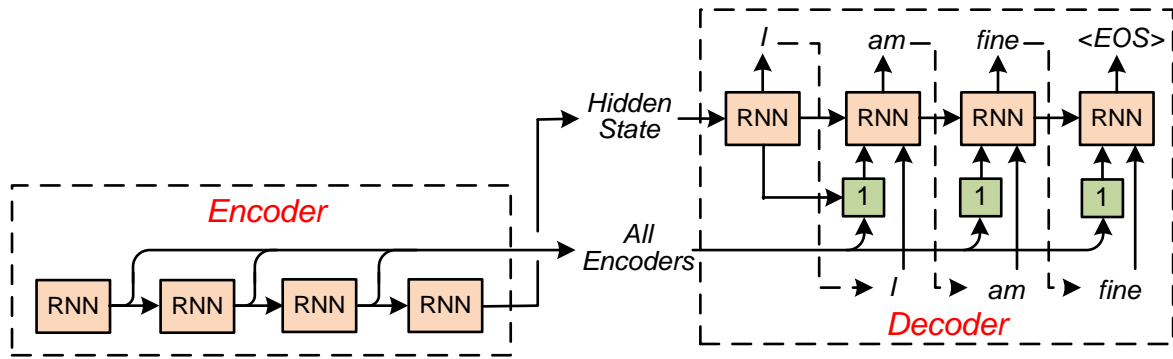 I am fine <EOS>
Hidden
State
RNN RNN RNN RNN
1 1 1
Encoder
All
Encoders
RNN RNN RNN RNN
I am fine
Decoder